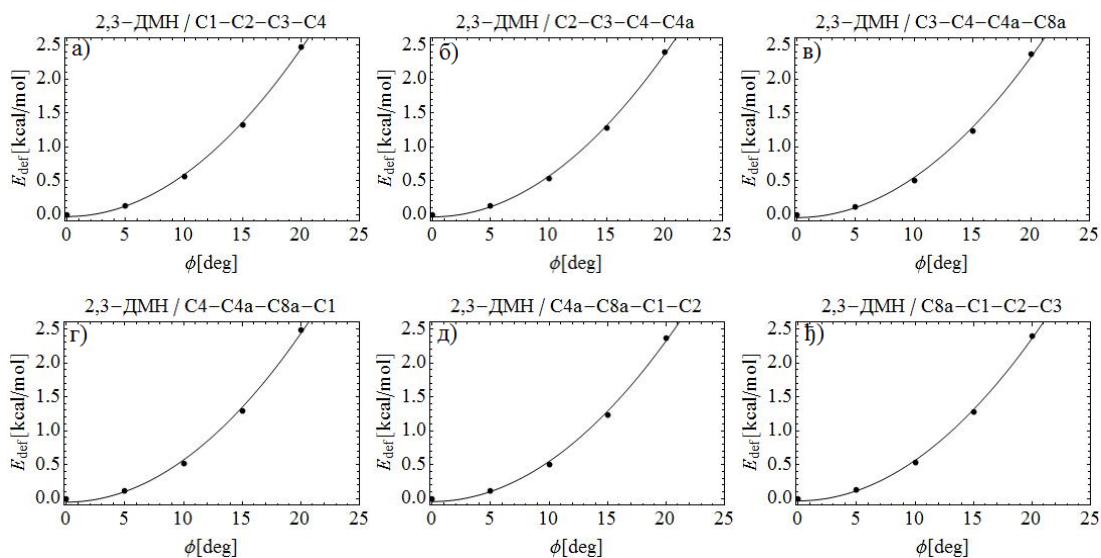 2,3−ДМН / C1−C2−C3−C4
а)
E_def [kcal/mol]
2.5
2.0
1.5
1.0
0.5
0.0
0 5 10 15 20 25
ϕ[deg]
2,3−ДМН / C2−C3−C4−C4a
б)
E_def [kcal/mol]
2.5
2.0
1.5
1.0
0.5
0.0
0 5 10 15 20 25
ϕ[deg]
2,3−ДМН / C3−C4−C4a−C8a
в)
E_def [kcal/mol]
2.5
2.0
1.5
1.0
0.5
0.0
0 5 10 15 20 25
ϕ[deg]
2,3−ДМН / C4−C4a−C8a−C1
г)
E_def [kcal/mol]
2.5
2.0
1.5
1.0
0.5
0.0
0 5 10 15 20 25
ϕ[deg]
2,3−ДМН / C4a−C8a−C1−C2
д)
E_def [kcal/mol]
2.5
2.0
1.5
1.0
0.5
0.0
0 5 10 15 20 25
ϕ[deg]
2,3−ДМН / C8a−C1−C2−C3
ђ)
E_def [kcal/mol]
2.5
2.0
1.5
1.0
0.5
0.0
0 5 10 15 20 25
ϕ[deg]